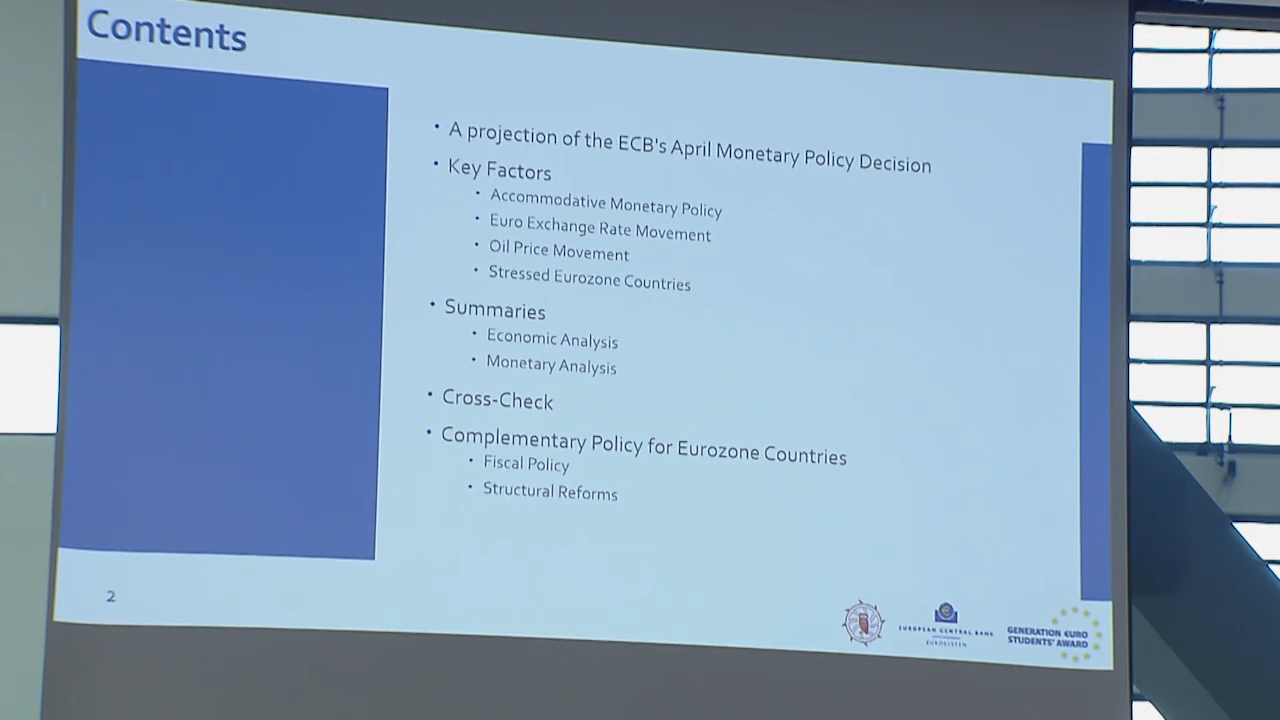 Contents
• A projection of the ECB's April Monetary Policy Decision
• Key Factors
• Accommodative Monetary Policy
• Euro Exchange Rate Movement
• Oil Price Movement
• Stressed Eurozone Countries
• Summaries
• Economic Analysis
• Monetary Analysis
• Cross-Check
• Complementary Policy for Eurozone Countries
• Fiscal Policy
• Structural Reforms
2
EUROPEAN CENTRAL BANK
EUROSYSTEM
GENERATION €URO
STUDENTS' AWARD